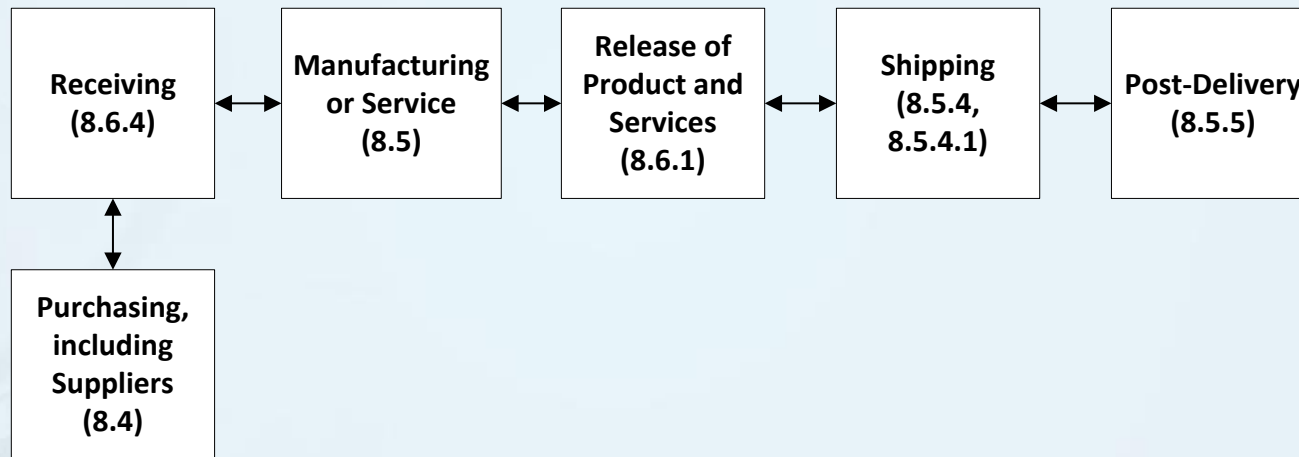 Receiving
(8.6.4)
Manufacturing
or Service
(8.5)
Release of
Product and
Services
(8.6.1)
Shipping
(8.5.4,
8.5.4.1)
Post-Delivery
(8.5.5)
Purchasing,
including
Suppliers
(8.4)